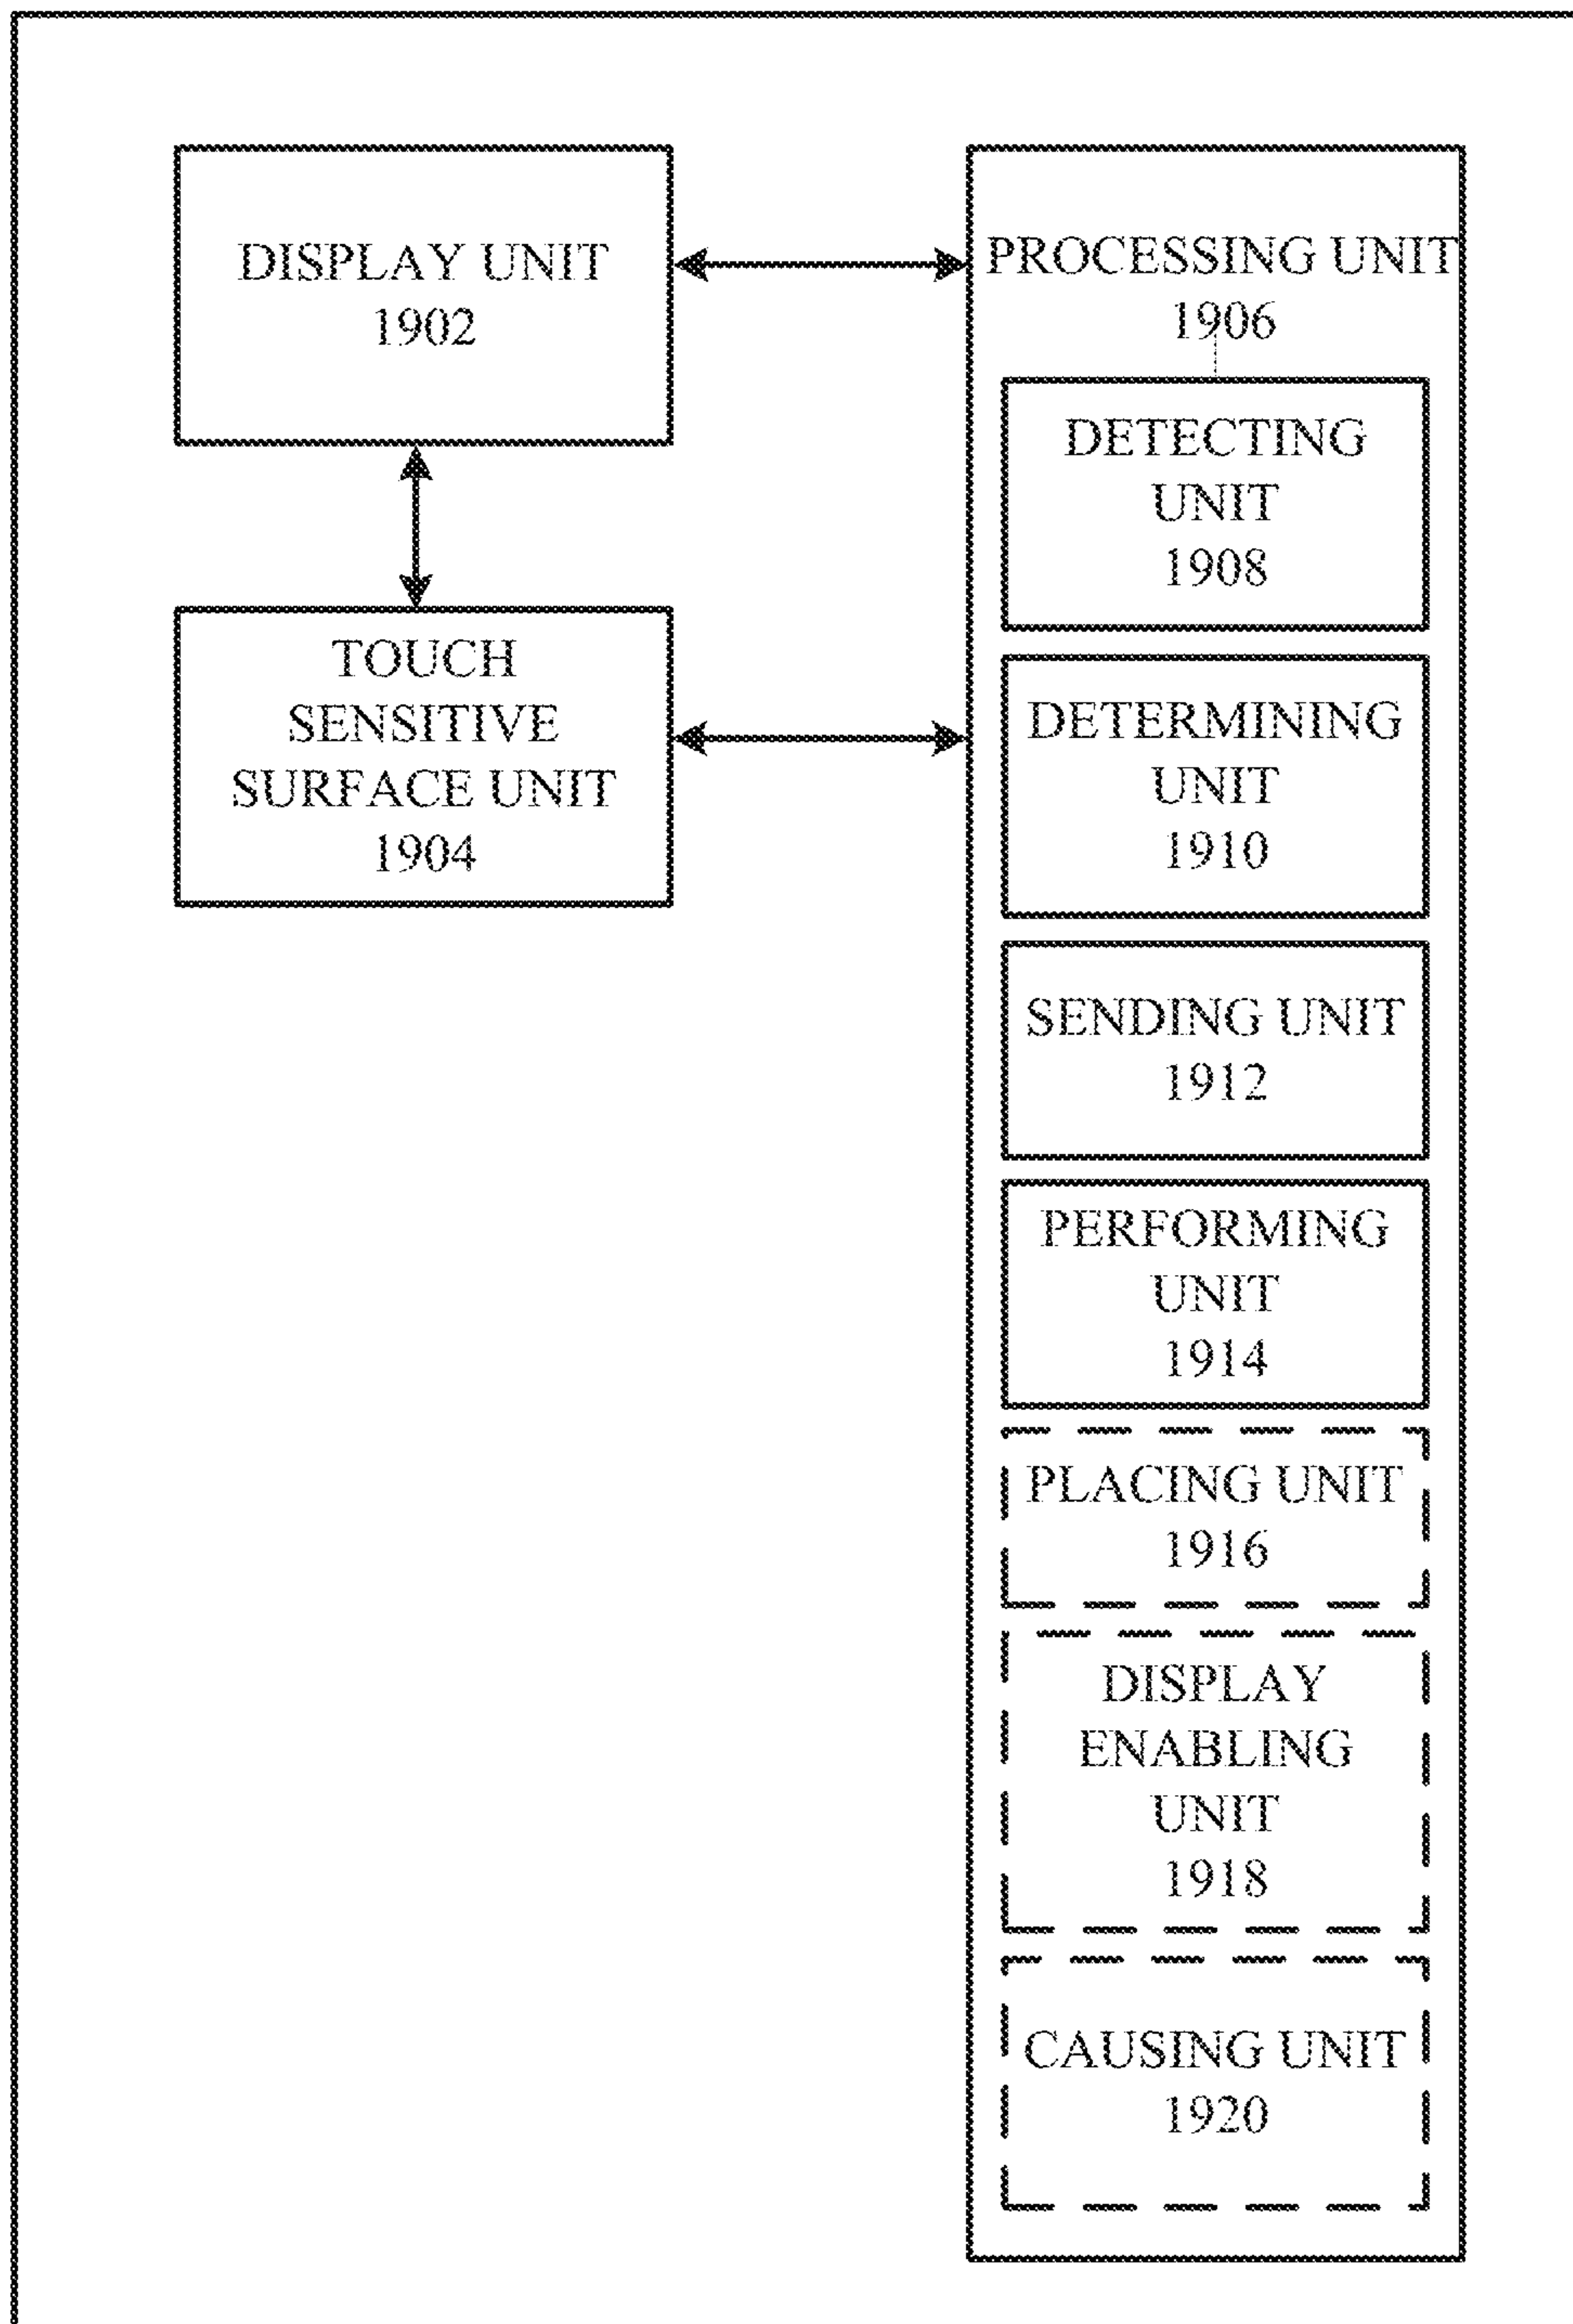 DISPLAY UNIT
1902
TOUCH
SENSITIVE
SURFACE UNIT
1904
PROCESSING UNIT
1906
DETECTING
UNIT
1908
DETERMINING
UNIT
1910
SENDING UNIT
1912
PERFORMING
UNIT
1914
PLACING UNIT
1916
DISPLAY
ENABLING
UNIT
1918
CAUSING UNIT
1920